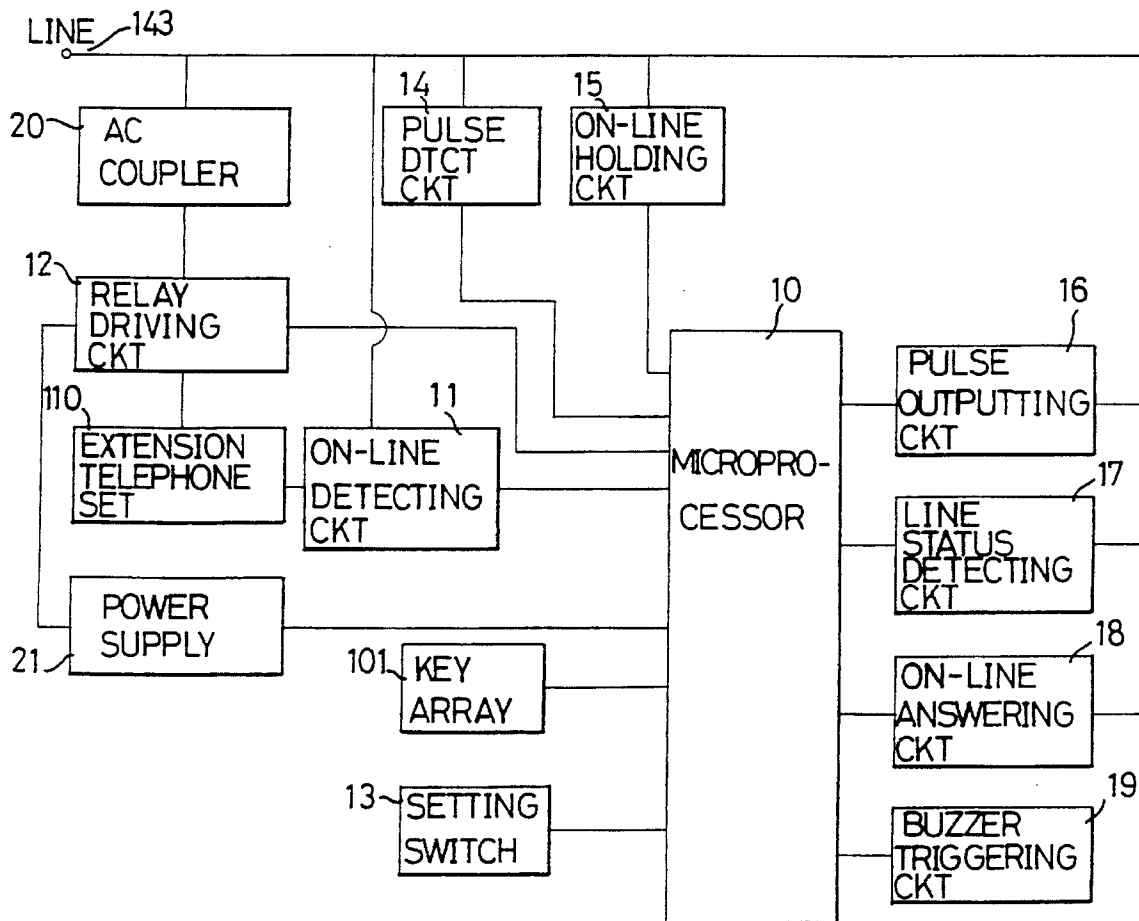 LINE 143
20
AC
COUPLER
14
PULSE
DTCT
CKT
15
ON-LINE
HOLDING
CKT
12
RELAY
DRIVING
CKT
10
MICROPRO-
CESSOR
16
PULSE
OUTPUTTING
CKT
110
EXTENSION
TELEPHONE
SET
11
ON-LINE
DETECTING
CKT
17
LINE
STATUS
DETECTING
CKT
21
POWER
SUPPLY
101
KEY
ARRAY
18
ON-LINE
ANSWERING
CKT
13
SETTING
SWITCH
19
BUZZER
TRIGGERING
CKT